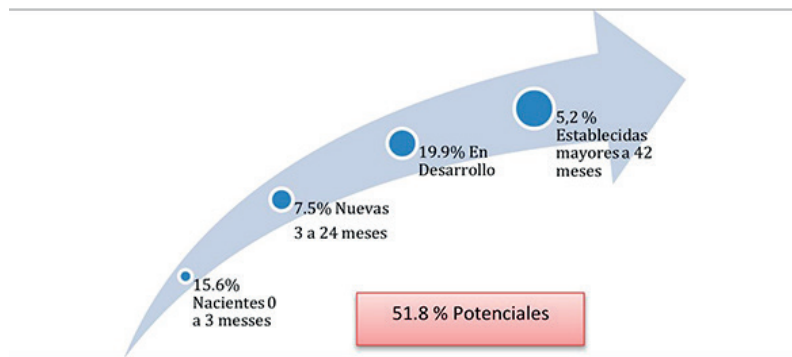 5,2 %
Establecidas
mayores a 42
meses
19.9% En
Desarrollo
7.5% Nuevas
3 a 24 meses
15.6%
Nacientes 0
a 3 messes
51.8 % Potenciales